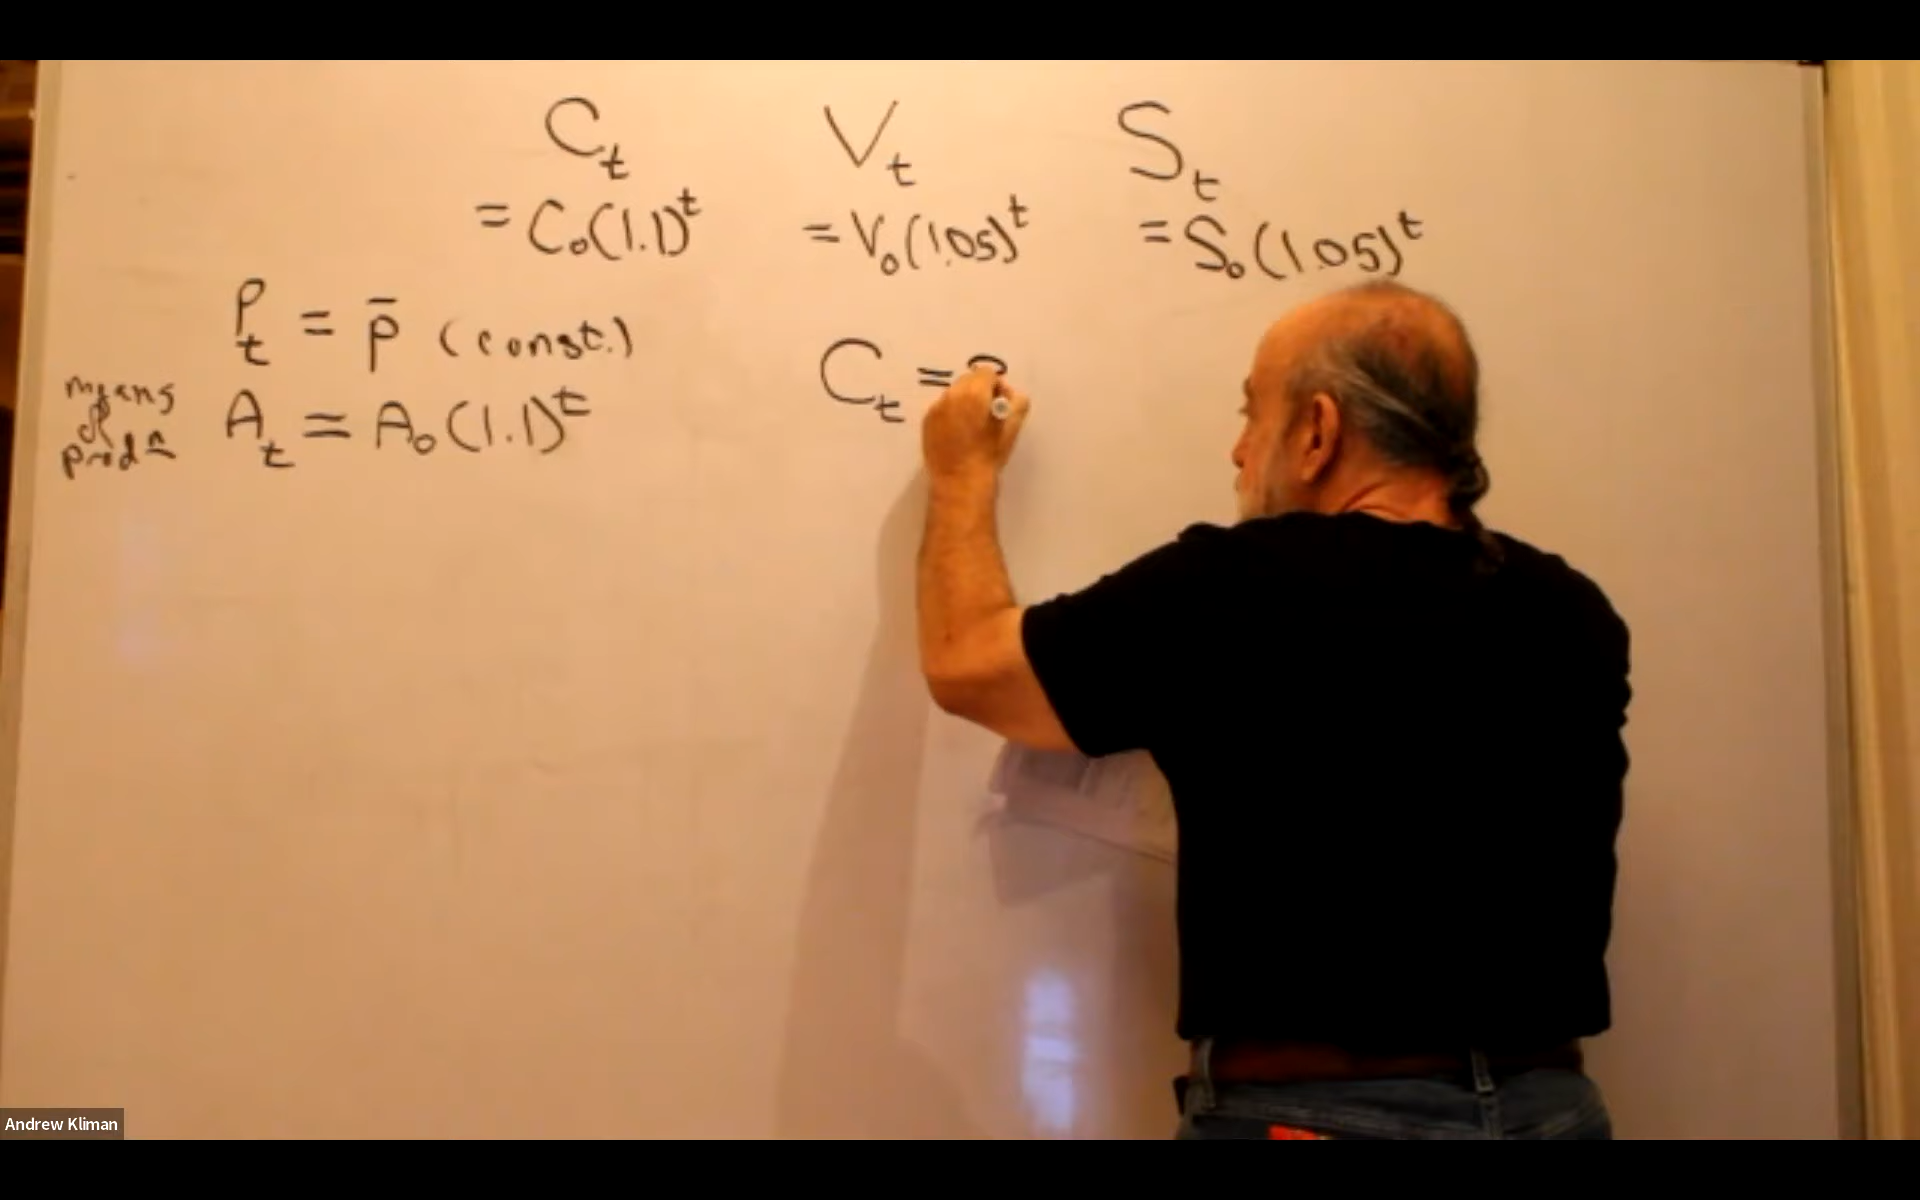 Cₜ Vₜ Sₜ
= C₀(1.1)ᵗ = V₀(1.05)ᵗ = S₀(1.05)ᵗ
Pₜ = p̄ (const.)
Cₜ =
means of prodn Aₜ = A₀(1.1)ᵗ
Andrew Kliman